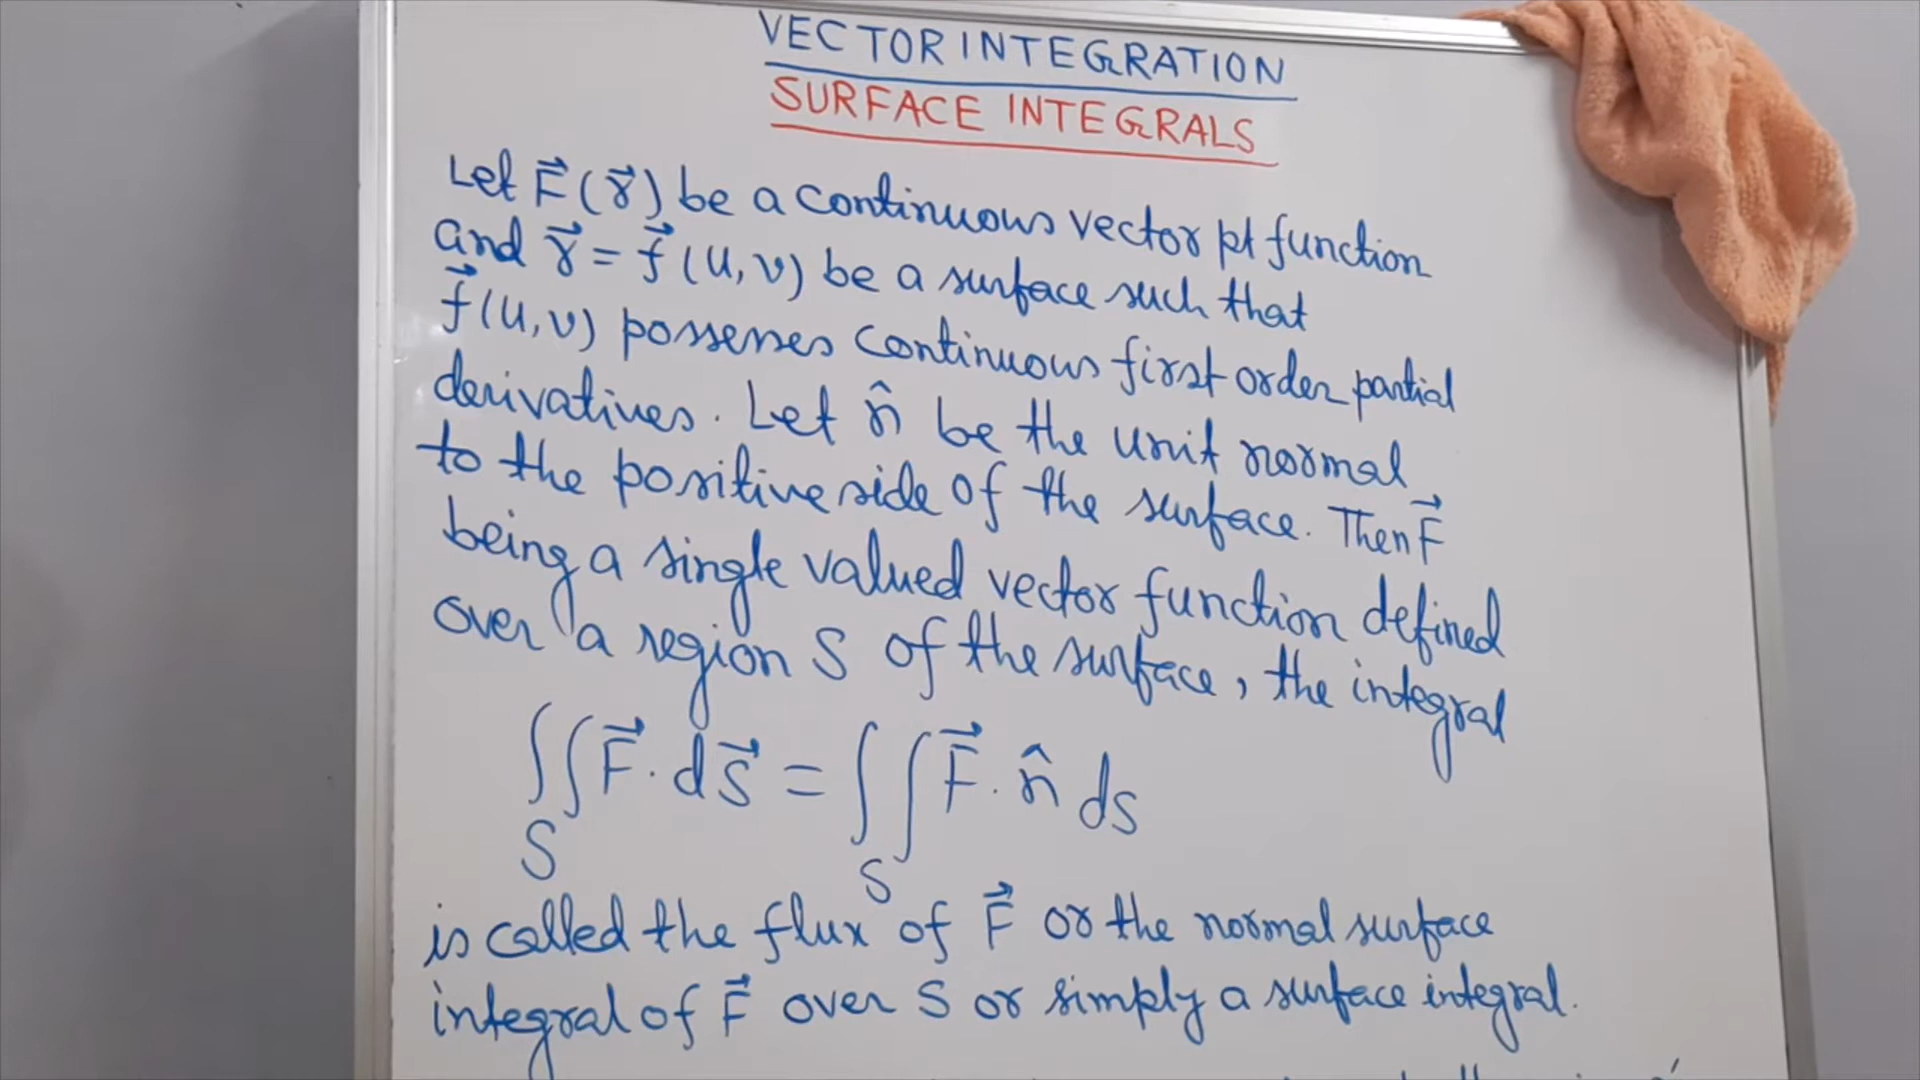 VECTOR INTEGRATION
SURFACE INTEGRALS
Let F⃗(r⃗) be a continuous vector pt function
and r⃗ = f⃗(u,v) be a surface such that
f⃗(u,v) possesses continuous first order partial
derivatives. Let n̂ be the unit normal
to the positive side of the surface. Then F⃗
being a single valued vector function defined
over a region S of the surface, the integral
∫∫F⃗.ds⃗ = ∫∫F⃗.n̂ ds
S S
is called the flux of F⃗ or the normal surface
integral of F⃗ over S or simply a surface integral.